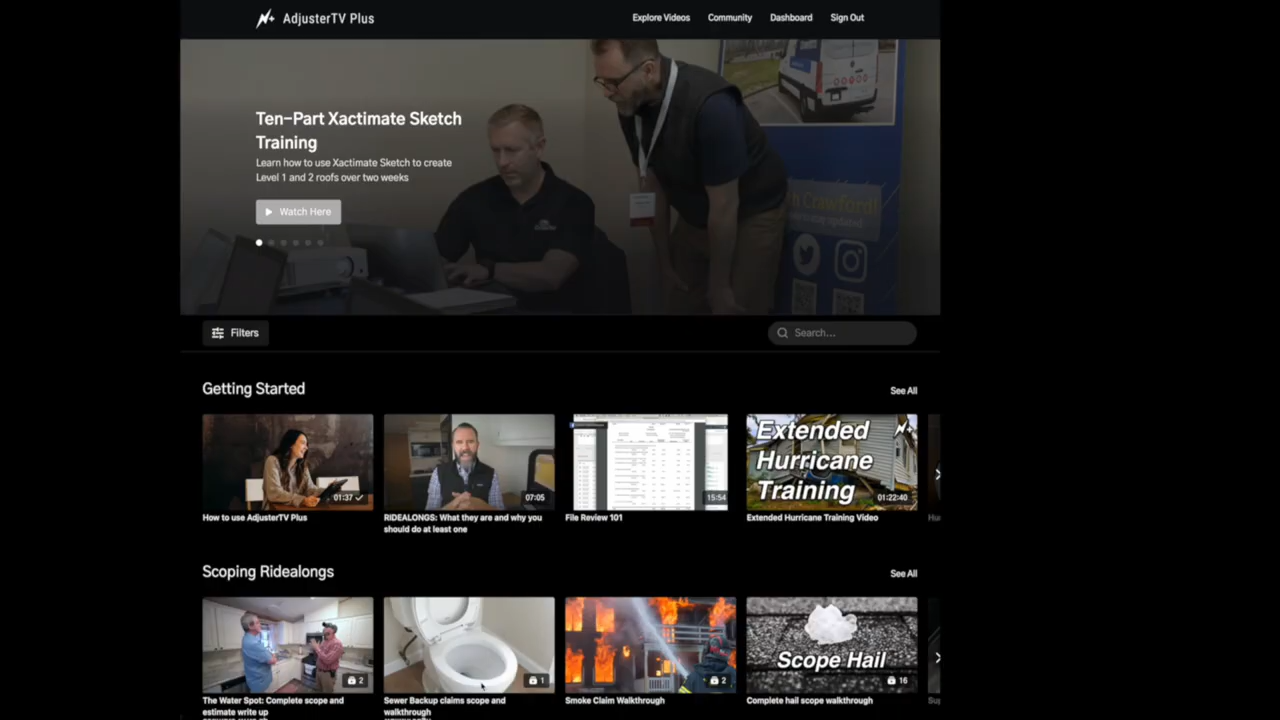 AdjusterTV Plus
Explore Videos Community Dashboard Sign Out
Ten-Part Xactimate Sketch
Training
Learn how to use Xactimate Sketch to create
Level 1 and 2 roofs over two weeks
Watch Here
h Crawford!
Filters
Search...
Getting Started
See All
01:37
07:05
15:54
Extended
Hurricane
Training
01:22:40
How to use AdjusterTV Plus
RIDEALONGS: What they are and why you
should do at least one
File Review 101
Extended Hurricane Training Video
Scoping Ridealongs
See All
2
1
2
Scope Hail
16
The Water Spot: Complete scope and
estimate write up
Sewer Backup claims scope and
walkthrough
Smoke Claim Walkthrough
Complete hail scope walkthrough